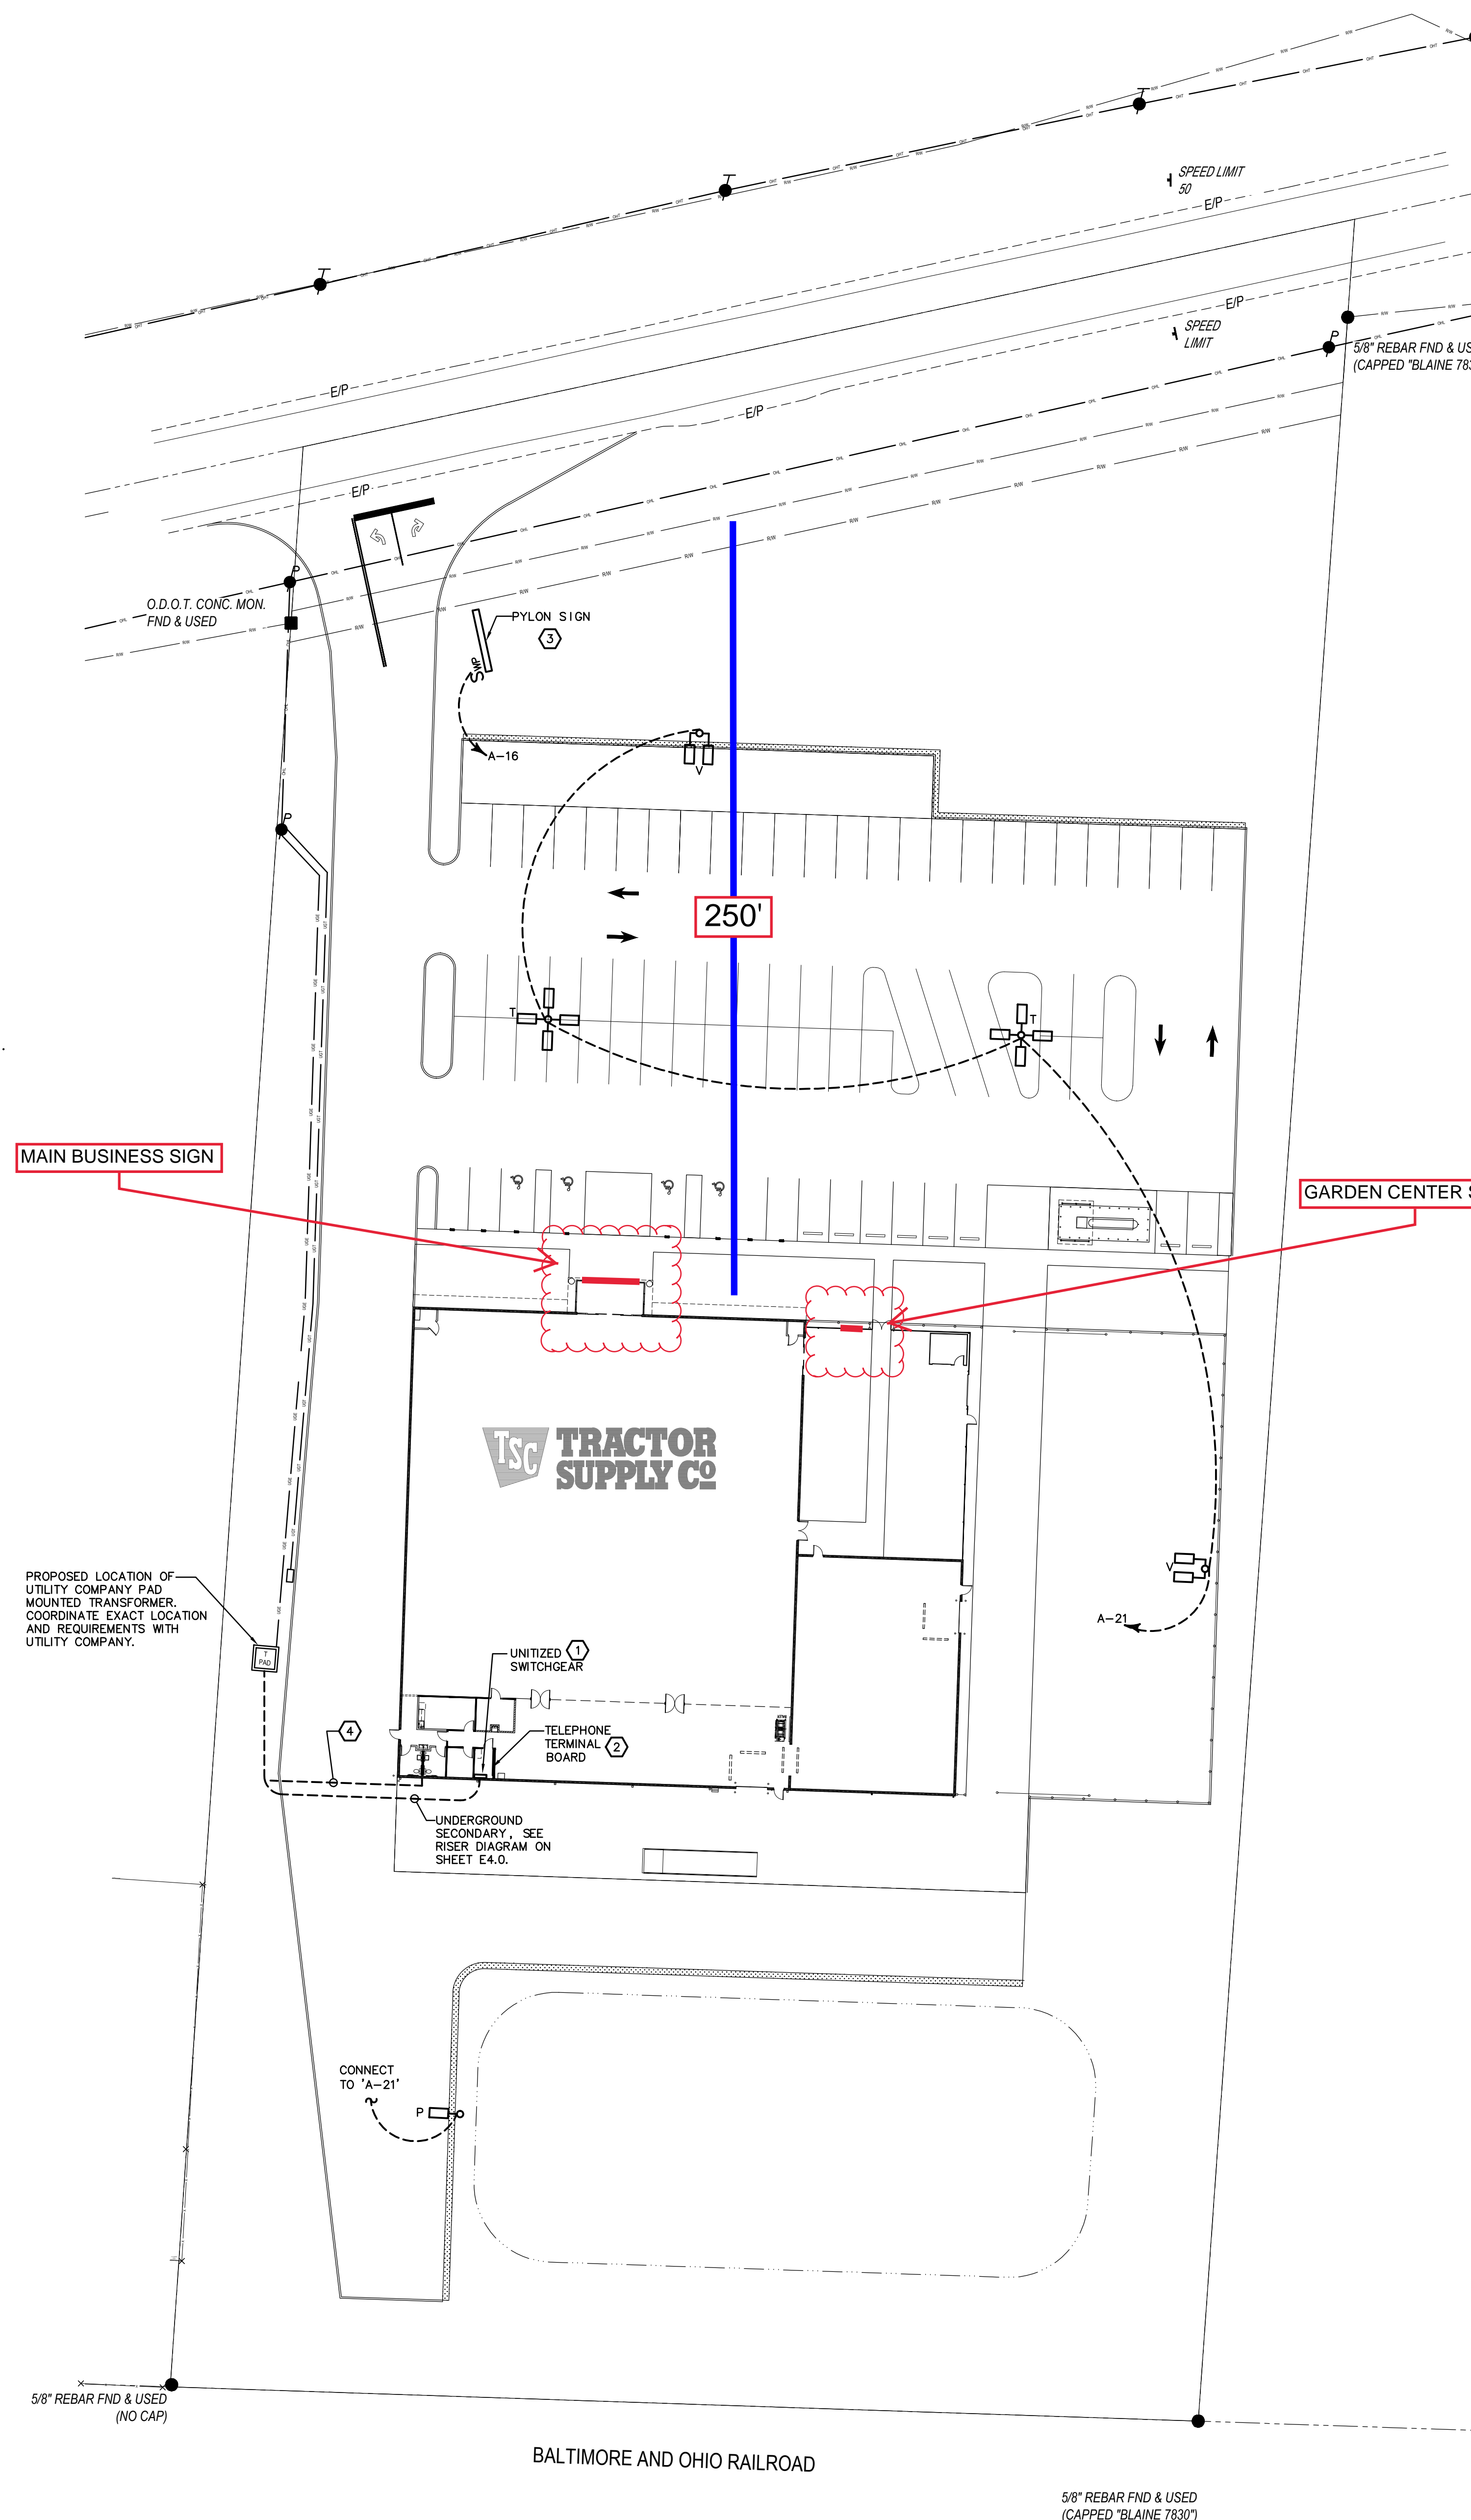 SPEED LIMIT
50
E/P
E/P
SPEED
LIMIT
P
5/8" REBAR FND & US
(CAPPED "BLAINE 783
E/P
E/P
E/P
P
O.D.O.T. CONC. MON.
FND & USED
R/W
R/W
R/W
R/W
R/W
R/W
R/W
R/W
PYLON SIGN
3
SWP
A-16
V
P
250'
T
T
MAIN BUSINESS SIGN
GARDEN CENTER S
TSC TRACTOR
SUPPLY CO
PROPOSED LOCATION OF
UTILITY COMPANY PAD
MOUNTED TRANSFORMER.
COORDINATE EXACT LOCATION
AND REQUIREMENTS WITH
UTILITY COMPANY.
T
PAD
V
A-21
UNITIZED 1
SWITCHGEAR
4
TELEPHONE
TERMINAL 2
BOARD
UNDERGROUND
SECONDARY, SEE
RISER DIAGRAM ON
SHEET E4.0.
CONNECT
TO 'A-21'
P
5/8" REBAR FND & USED
(NO CAP)
BALTIMORE AND OHIO RAILROAD
5/8" REBAR FND & USED
(CAPPED "BLAINE 7830")